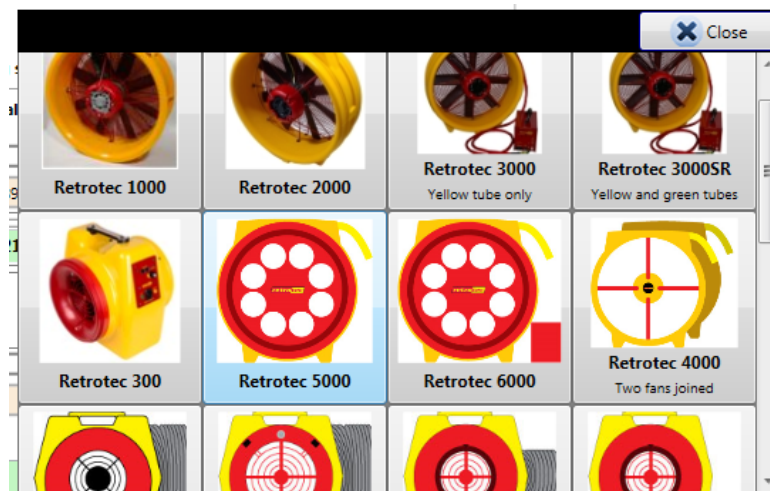 Close
Retrotec 1000
Retrotec 2000
Retrotec 3000
Yellow tube only
Retrotec 3000SR
Yellow and green tubes
Retrotec 300
Retrotec 5000
Retrotec 6000
Retrotec 4000
Two fans joined